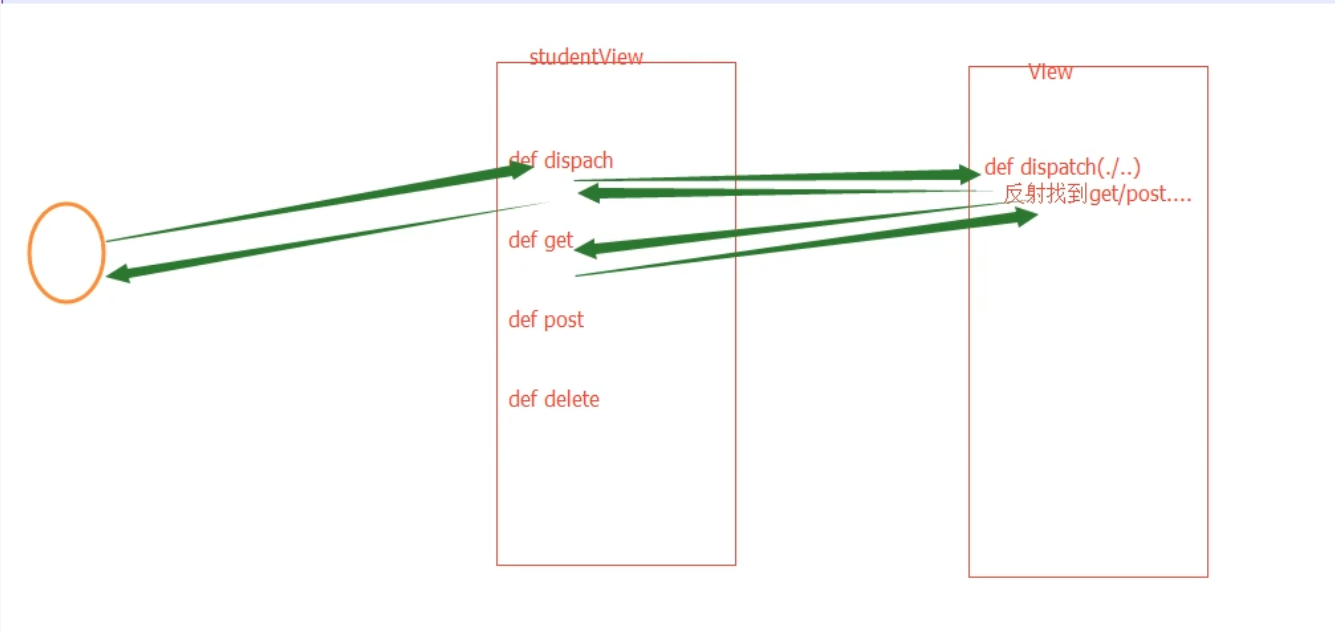 studentView
def dispach
def get
def post
def delete
VIew
def dispatch(./..)
反射找到get/post....